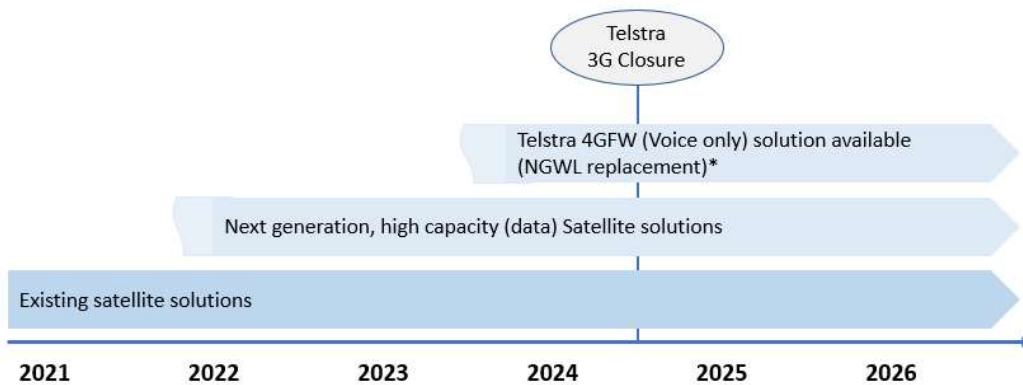 Telstra
3G Closure
Telstra 4GFW (Voice only) solution available
(NGWL replacement)*
Next generation, high capacity (data) Satellite solutions
Existing satellite solutions
2021 2022 2023 2024 2025 2026